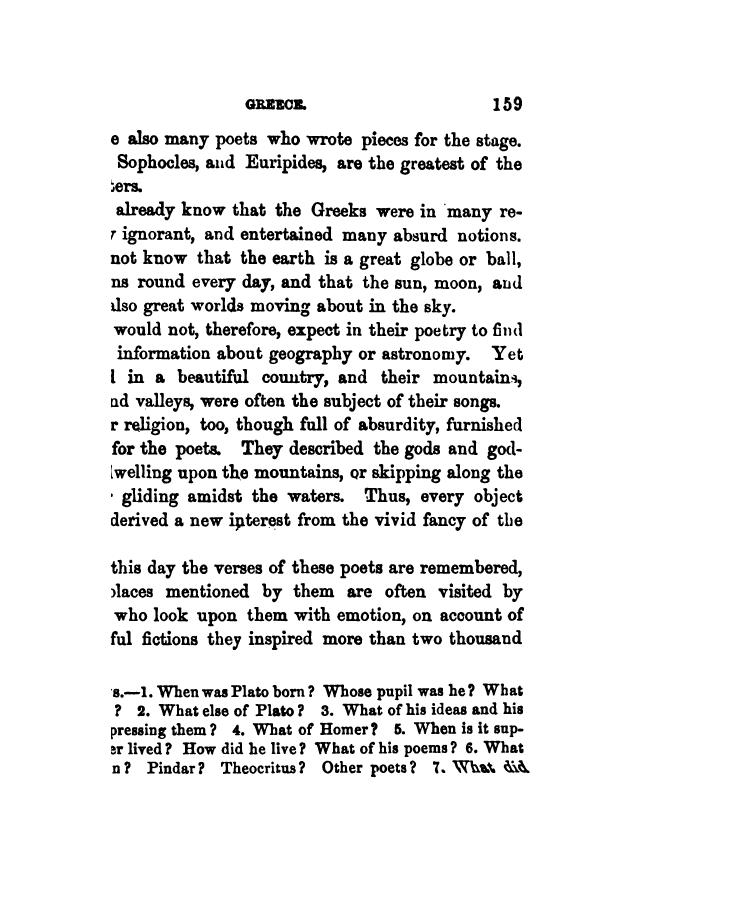 GREECE. 159
e also many poets who wrote pieces for the stage.
Sophocles, and Euripides, are the greatest of the
ers.
already know that the Greeks were in many re-
r ignorant, and entertained many absurd notions.
not know that the earth is a great globe or ball,
ns round every day, and that the sun, moon, and
also great worlds moving about in the sky.
would not, therefore, expect in their poetry to find
information about geography or astronomy. Yet
l in a beautiful country, and their mountains,
nd valleys, were often the subject of their songs.
r religion, too, though full of absurdity, furnished
for the poets. They described the gods and god-
welling upon the mountains, or skipping along the
gliding amidst the waters. Thus, every object
derived a new interest from the vivid fancy of the
this day the verses of these poets are remembered,
places mentioned by them are often visited by
who look upon them with emotion, on account of
ful fictions they inspired more than two thousand
s.—1. When was Plato born? Whose pupil was he? What
? 2. What else of Plato? 3. What of his ideas and his
pressing them? 4. What of Homer? 5. When is it sup-
er lived? How did he live? What of his poems? 6. What
n? Pindar? Theocritus? Other poets? 7. What did